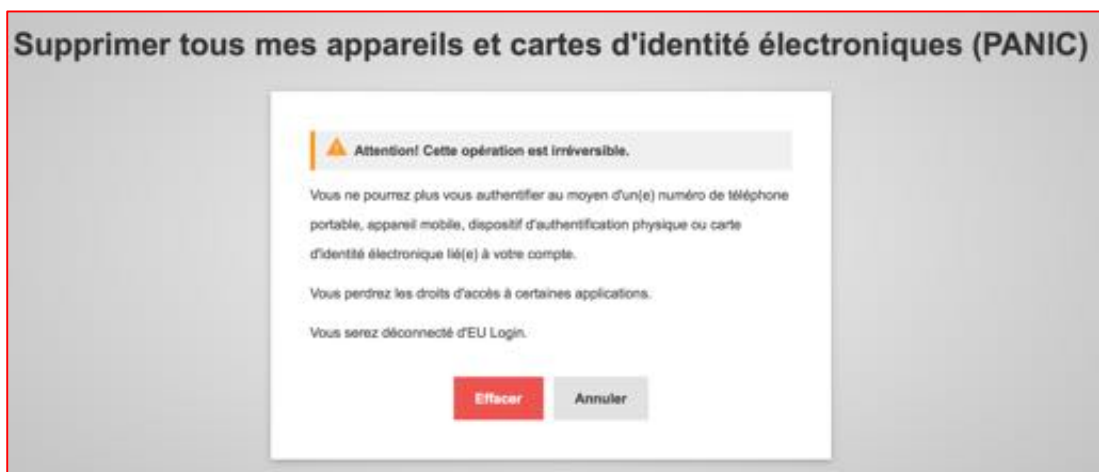 Supprimer tous mes appareils et cartes d'identité électroniques (PANIC)
Attention! Cette opération est irréversible.
Vous ne pourrez plus vous authentifier au moyen d'un(e) numéro de téléphone
portable, appareil mobile, dispositif d'authentification physique ou carte
d'identité électronique lié(e) à votre compte.
Vous perdrez les droits d'accès à certaines applications.
Vous serez déconnecté d'EU Login.
Effacer Annuler